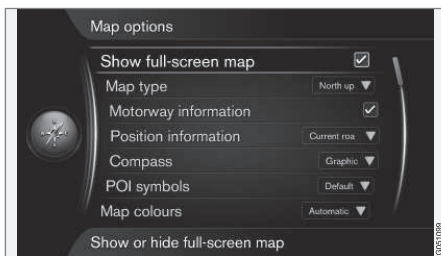 Map options
Show full-screen map
Map type North up
Motorway information
Position information Current roa
Compass Graphic
POI symbols Default
Map colours Automatic
Show or hide full-screen map
G051099